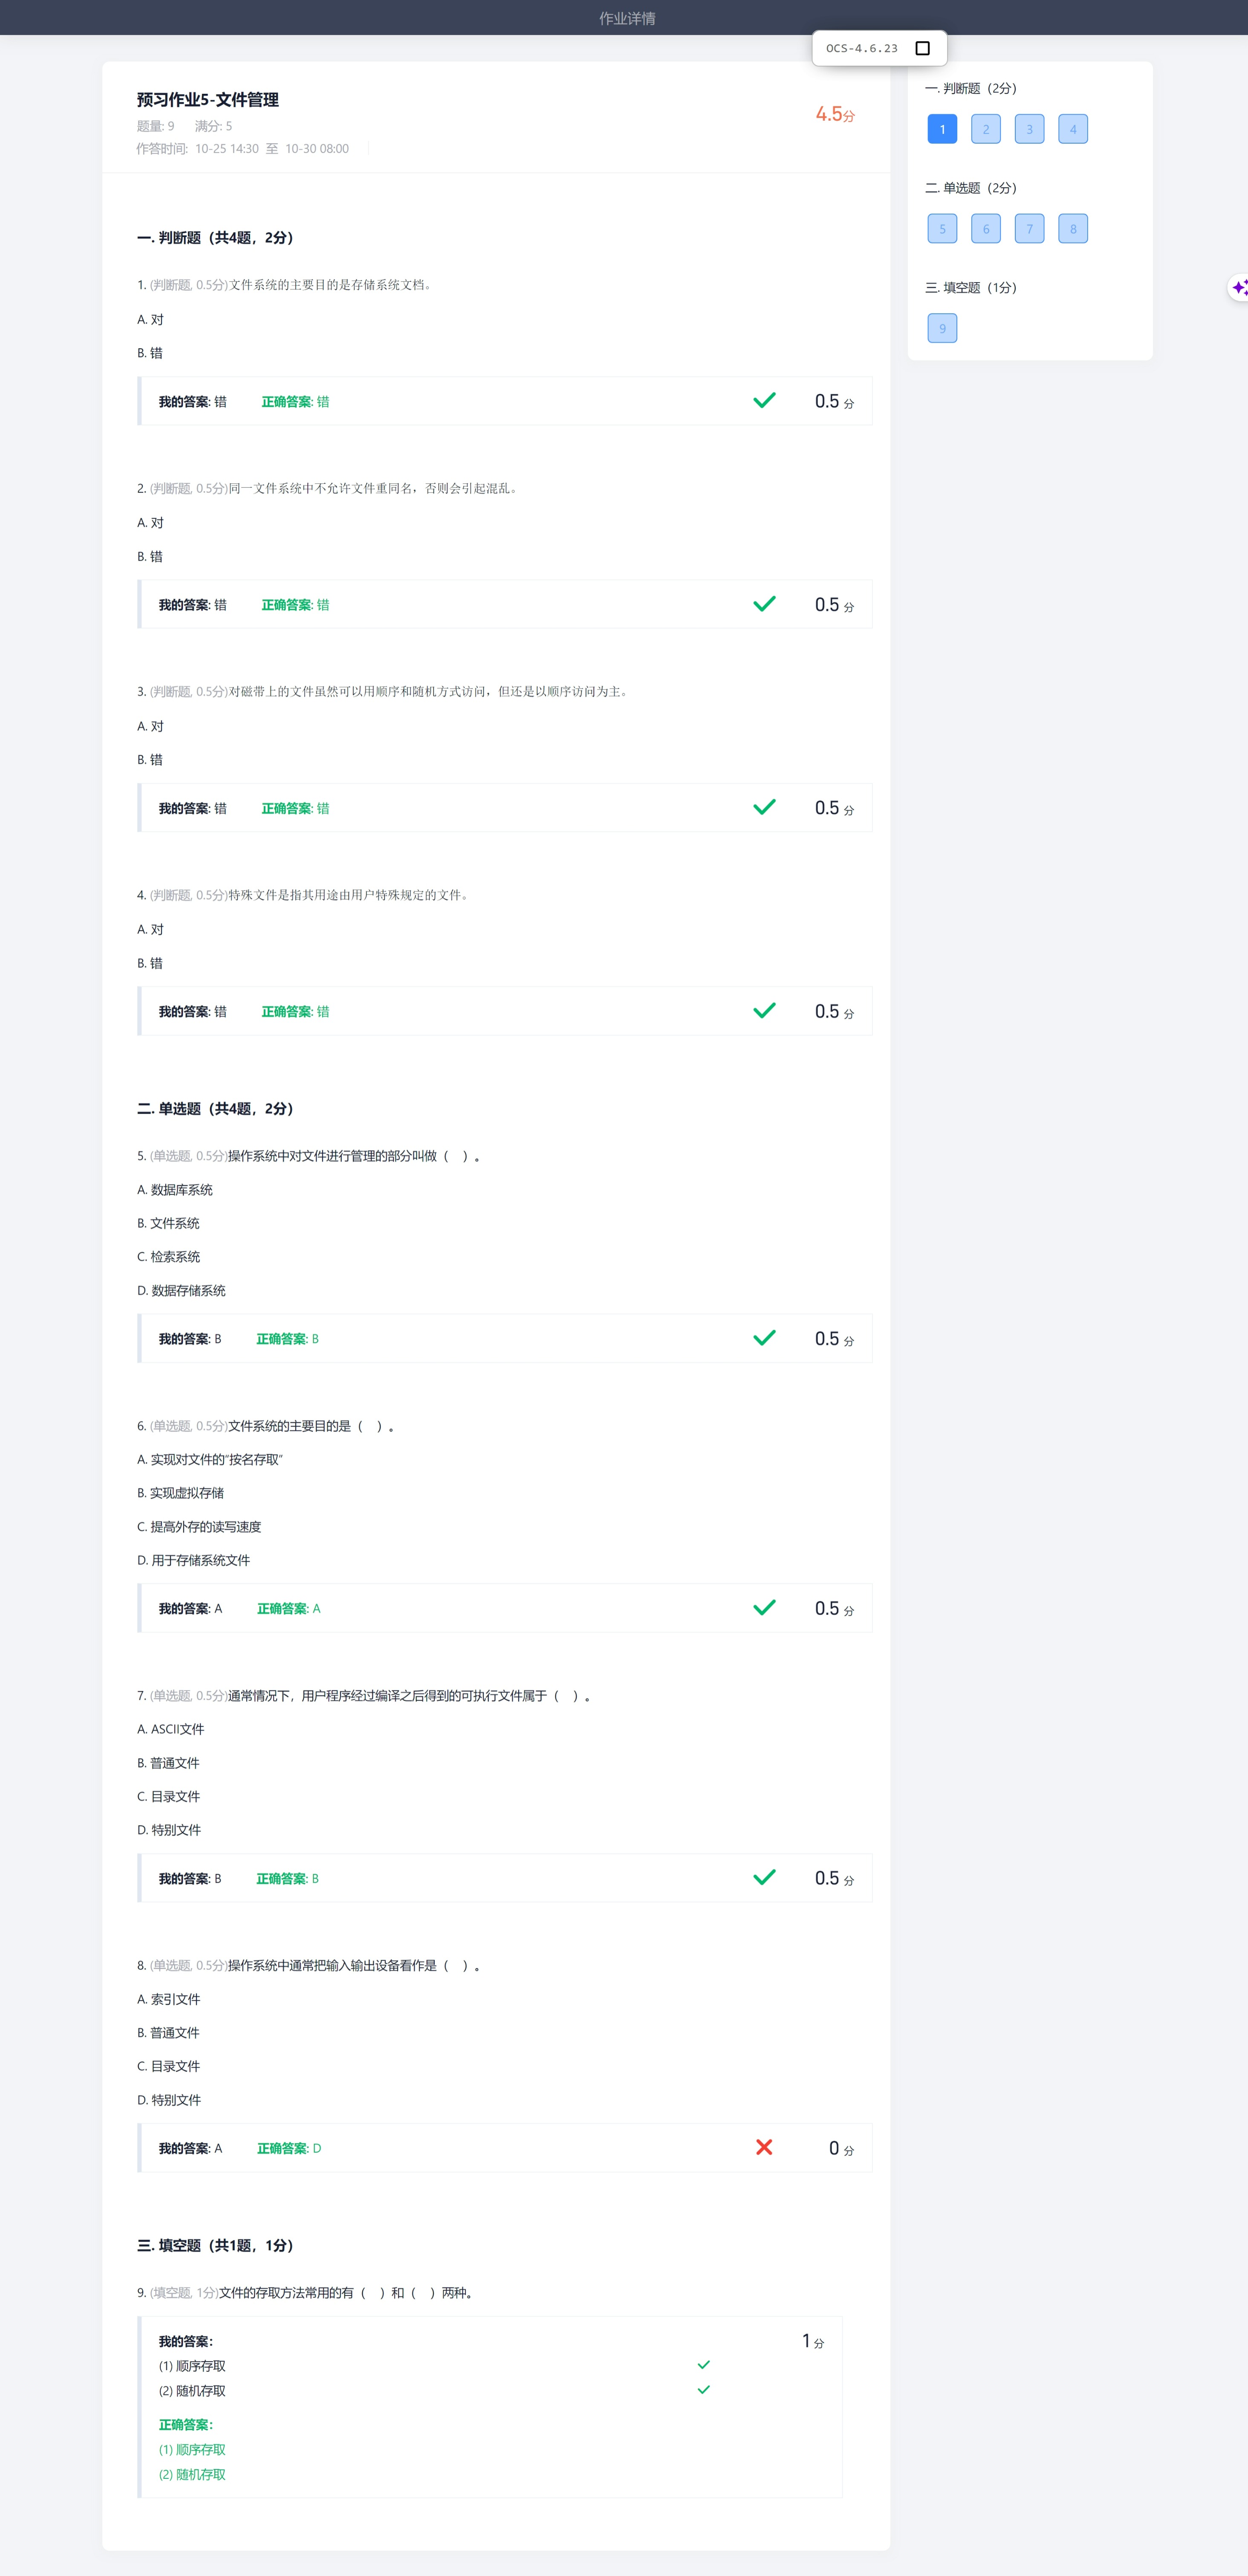 作业详情
OCS-4.6.23
预习作业5-文件管理
题量: 9 满分: 5
作答时间: 10-25 14:30 至 10-30 08:00
4.5分
一. 判断题（共4题，2分）
1. (判断题, 0.5分)文件系统的主要目的是存储系统文档。
A. 对
B. 错
我的答案: 错 正确答案: 错 0.5 分
2. (判断题, 0.5分)同一文件系统中不允许文件重同名，否则会引起混乱。
A. 对
B. 错
我的答案: 错 正确答案: 错 0.5 分
3. (判断题, 0.5分)对磁带上的文件虽然可以用顺序和随机方式访问，但还是以顺序访问为主。
A. 对
B. 错
我的答案: 错 正确答案: 错 0.5 分
4. (判断题, 0.5分)特殊文件是指其用途由用户特殊规定的文件。
A. 对
B. 错
我的答案: 错 正确答案: 错 0.5 分
二. 单选题（共4题，2分）
5. (单选题, 0.5分)操作系统中对文件进行管理的部分叫做（ ）。
A. 数据库系统
B. 文件系统
C. 检索系统
D. 数据存储系统
我的答案: B 正确答案: B 0.5 分
6. (单选题, 0.5分)文件系统的主要目的是（ ）。
A. 实现对文件的“按名存取”
B. 实现虚拟存储
C. 提高外存的读写速度
D. 用于存储系统文件
我的答案: A 正确答案: A 0.5 分
7. (单选题, 0.5分)通常情况下，用户程序经过编译之后得到的可执行文件属于（ ）。
A. ASCII文件
B. 普通文件
C. 目录文件
D. 特别文件
我的答案: B 正确答案: B 0.5 分
8. (单选题, 0.5分)操作系统中通常把输入输出设备看作是（ ）。
A. 索引文件
B. 普通文件
C. 目录文件
D. 特别文件
我的答案: A 正确答案: D 0 分
三. 填空题（共1题，1分）
9. (填空题, 1分)文件的存取方法常用的有（ ）和（ ）两种。
我的答案： 1 分
(1) 顺序存取
(2) 随机存取
正确答案：
(1) 顺序存取
(2) 随机存取
一. 判断题（2分）
1 2 3 4
二. 单选题（2分）
5 6 7 8
三. 填空题（1分）
9